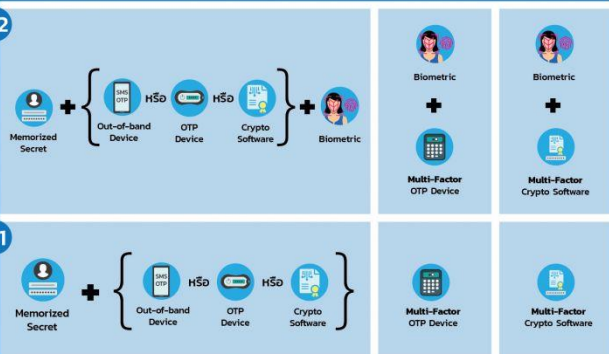 2
Memorized
Secret
+
{
SMS
OTP
Out-of-band
Device
หรือ
OTP
Device
หรือ
Crypto
Software
}
+
Biometric
Biometric
+
Multi-Factor
OTP Device
Biometric
+
Multi-Factor
Crypto Software
1
Memorized
Secret
+
{
SMS
OTP
Out-of-band
Device
หรือ
OTP
Device
หรือ
Crypto
Software
}
Multi-Factor
OTP Device
Multi-Factor
Crypto Software